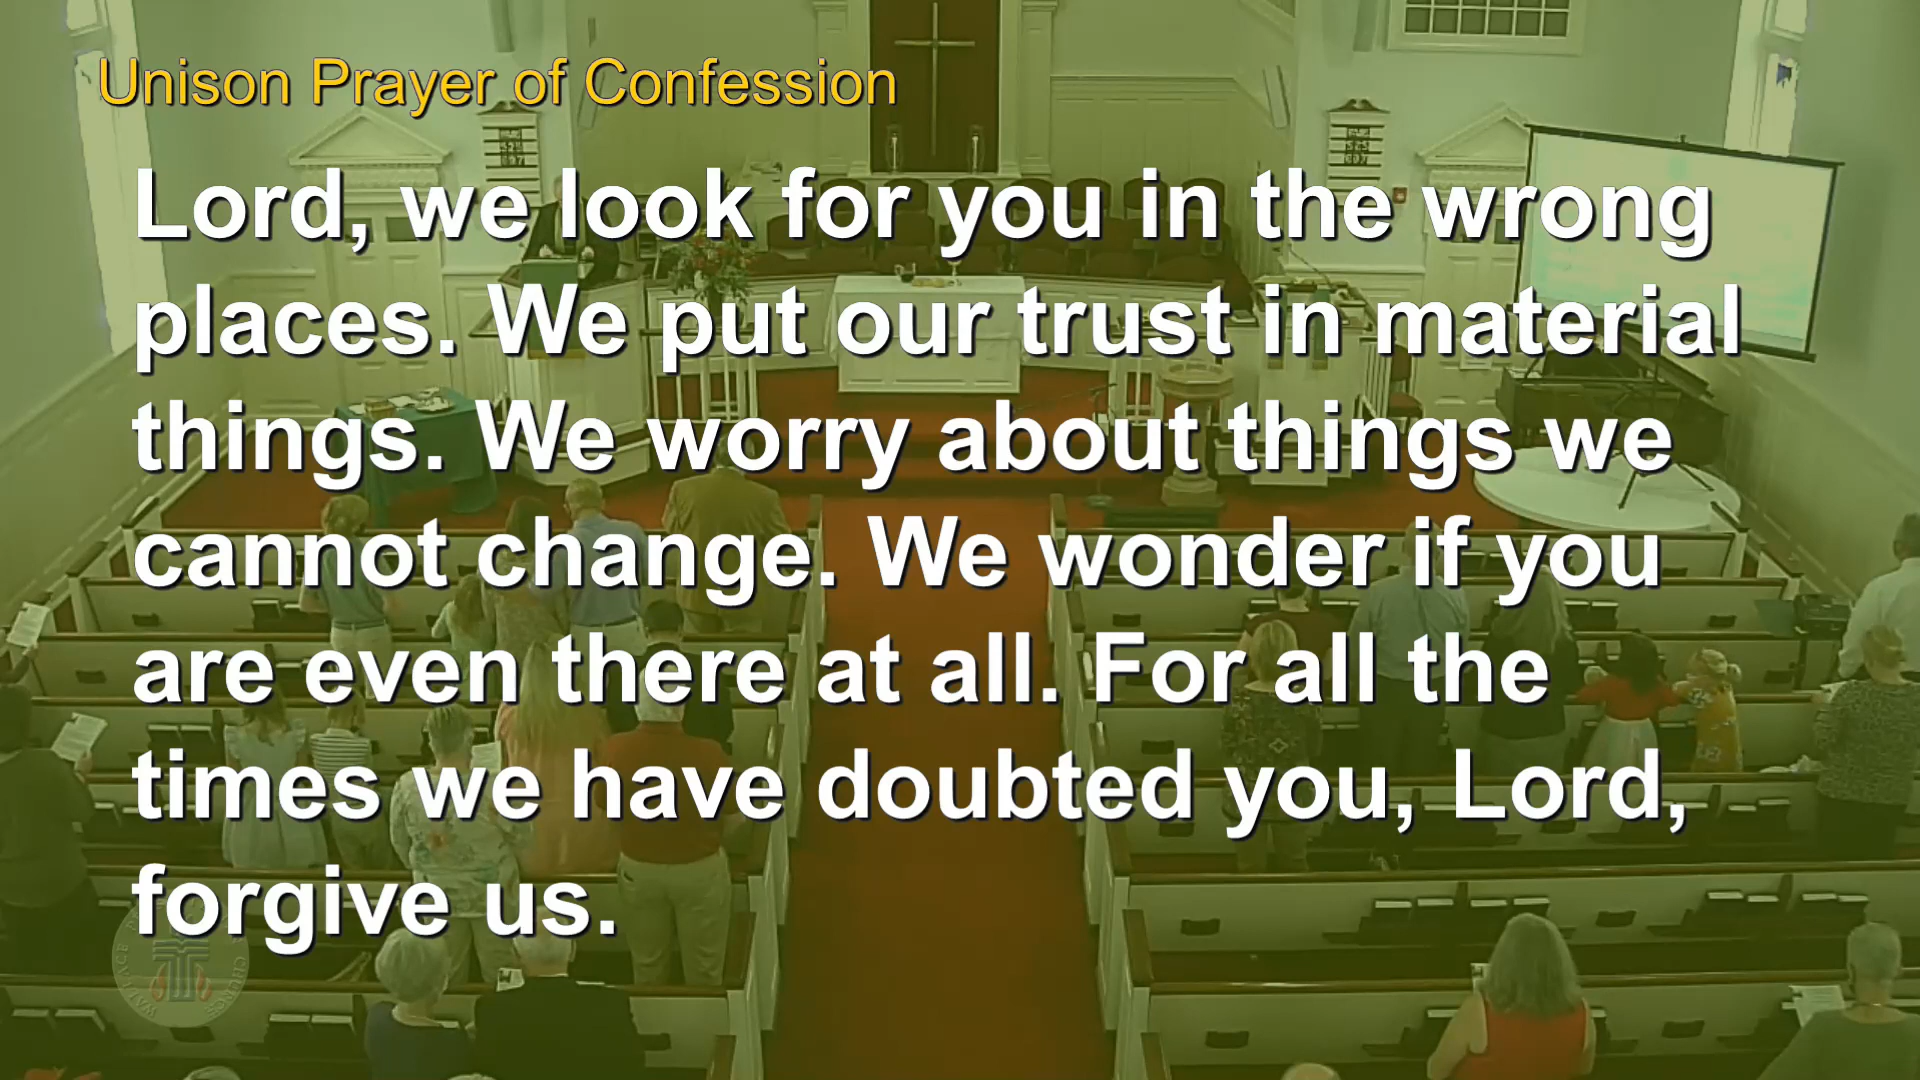 Unison Prayer of Confession
Lord, we look for you in the wrong
places. We put our trust in material
things. We worry about things we
cannot change. We wonder if you
are even there at all. For all the
times we have doubted you, Lord,
forgive us.